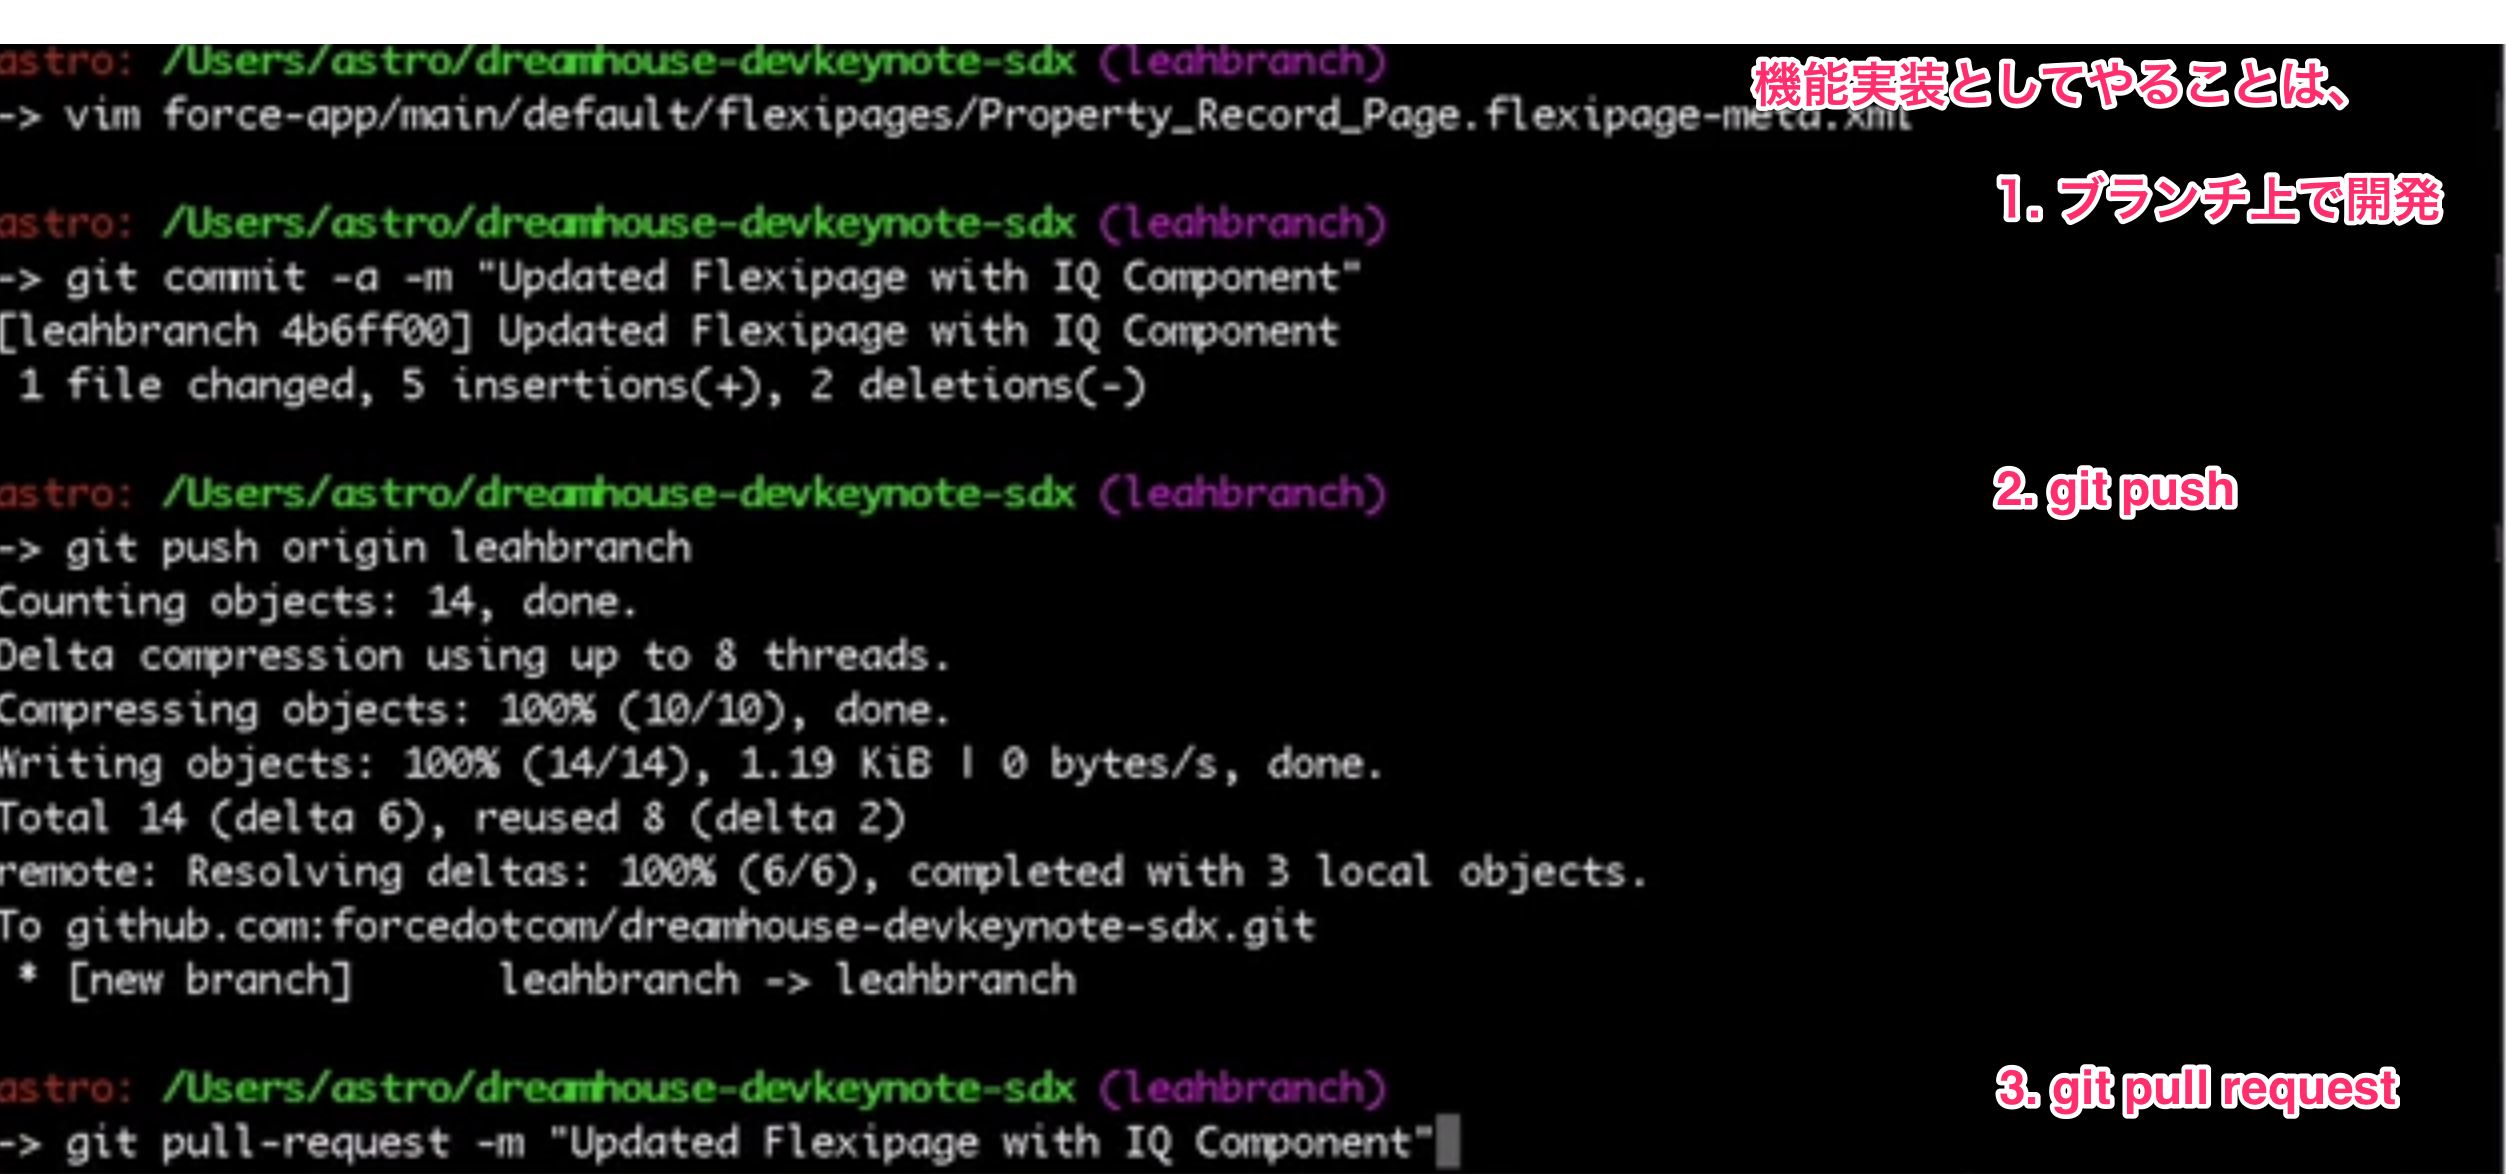 astro: /Users/astro/dreamhouse-devkeynote-sdx (leahbranch)
機能実装としてやることは、
-> vim force-app/main/default/flexipages/Property_Record_Page.flexipage-meta.xml
1. ブランチ上で開発
astro: /Users/astro/dreamhouse-devkeynote-sdx (leahbranch)
-> git commit -a -m "Updated Flexipage with IQ Component"
[leahbranch 4b6ff00] Updated Flexipage with IQ Component
1 file changed, 5 insertions(+), 2 deletions(-)
astro: /Users/astro/dreamhouse-devkeynote-sdx (leahbranch)
2. git push
-> git push origin leahbranch
Counting objects: 14, done.
Delta compression using up to 8 threads.
Compressing objects: 100% (10/10), done.
Writing objects: 100% (14/14), 1.19 KiB | 0 bytes/s, done.
Total 14 (delta 6), reused 8 (delta 2)
remote: Resolving deltas: 100% (6/6), completed with 3 local objects.
To github.com:forcedotcom/dreamhouse-devkeynote-sdx.git
* [new branch] leahbranch -> leahbranch
astro: /Users/astro/dreamhouse-devkeynote-sdx (leahbranch)
3. git pull request
-> git pull-request -m "Updated Flexipage with IQ Component"